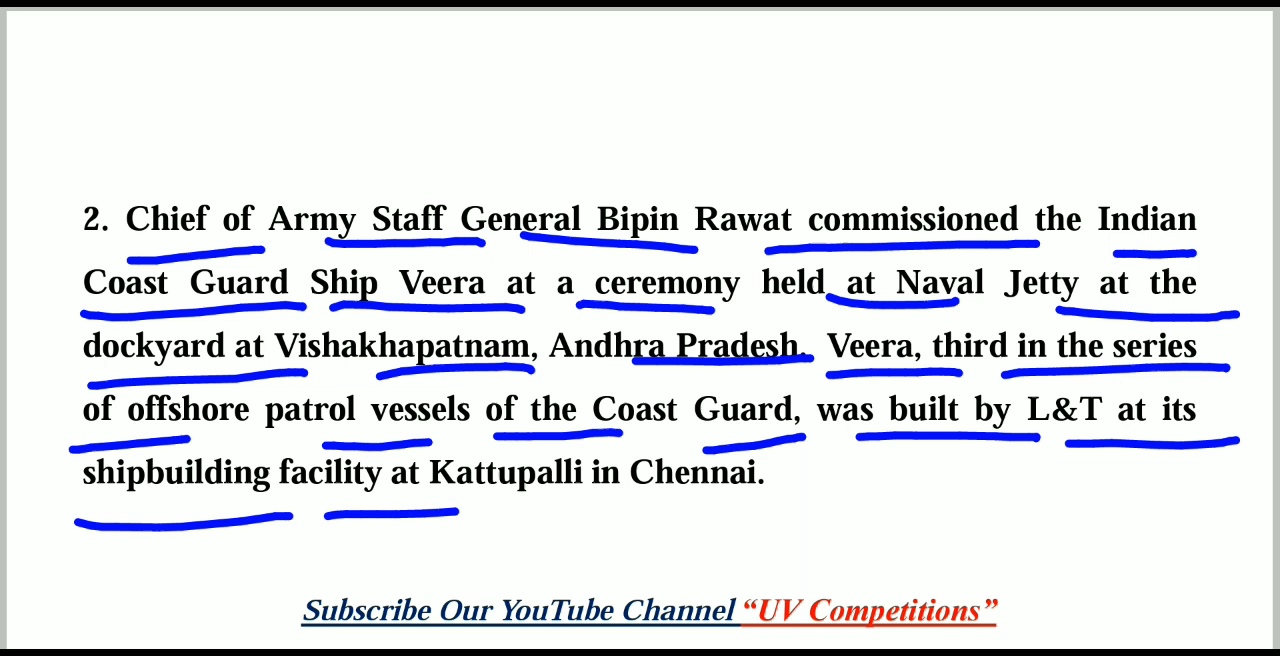 2. Chief of Army Staff General Bipin Rawat commissioned the Indian
Coast Guard Ship Veera at a ceremony held at Naval Jetty at the
dockyard at Vishakhapatnam, Andhra Pradesh. Veera, third in the series
of offshore patrol vessels of the Coast Guard, was built by L&T at its
shipbuilding facility at Kattupalli in Chennai.
Subscribe Our YouTube Channel “UV Competitions”